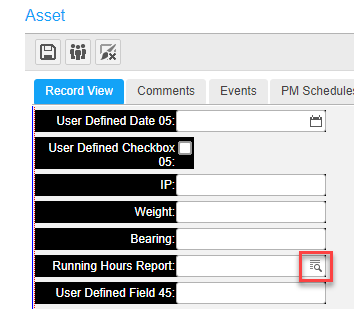 Asset
Record View Comments Events PM Schedules
User Defined Date 05:
User Defined Checkbox
05:
IP:
Weight:
Bearing:
Running Hours Report:
User Defined Field 45: